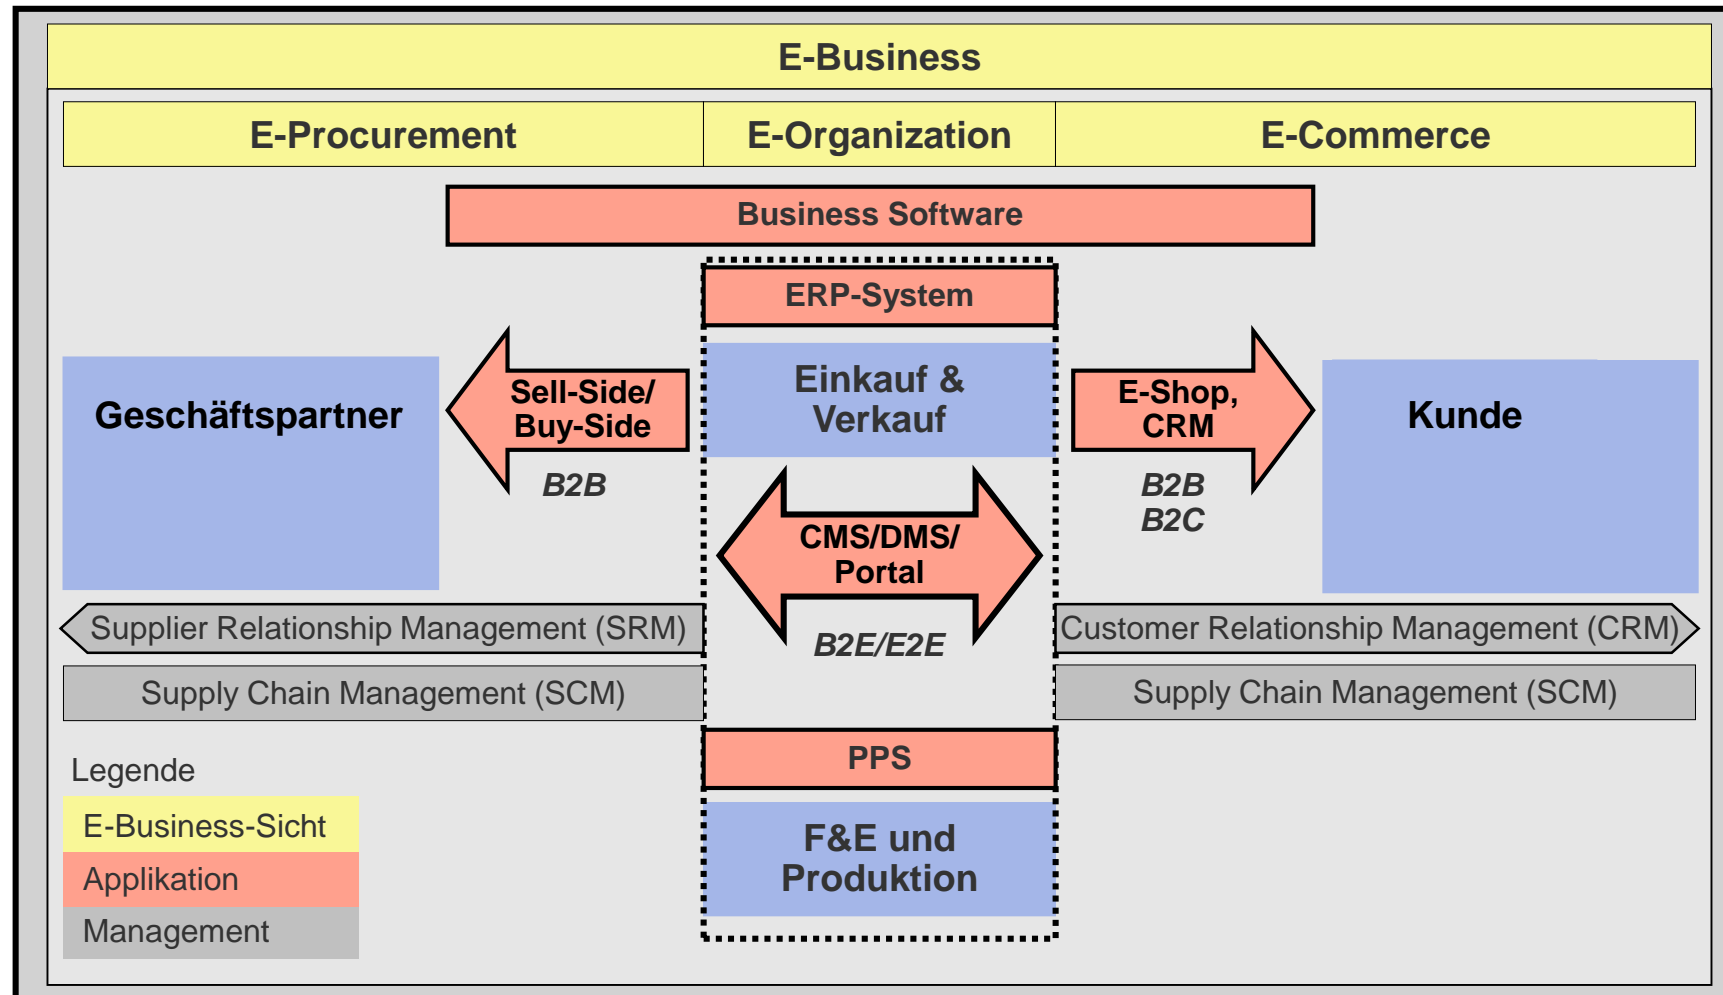 E-Business
E-Procurement
E-Organization
E-Commerce
Business Software
ERP-System
Geschäftspartner
Sell-Side/
Buy-Side
B2B
Einkauf &
Verkauf
E-Shop,
CRM
B2B
B2C
Kunde
CMS/DMS/
Portal
B2E/E2E
Supplier Relationship Management (SRM)
Customer Relationship Management (CRM)
Supply Chain Management (SCM)
Supply Chain Management (SCM)
PPS
F&E und
Produktion
Legende
E-Business-Sicht
Applikation
Management